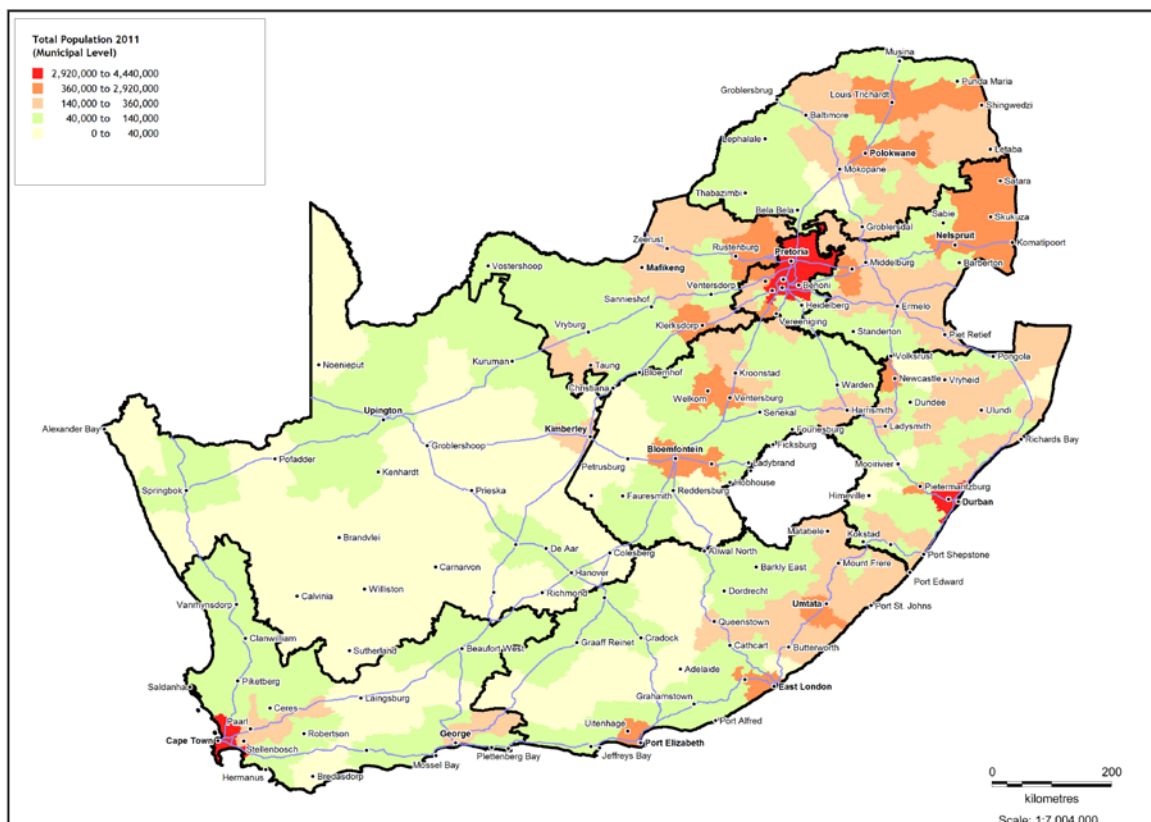 Total Population 2011
(Municipal Level)
2,920,000 to 4,440,000
360,000 to 2,920,000
140,000 to 360,000
40,000 to 140,000
0 to 40,000
Musina
Punda Maria
Groblersbrug
Louis Trichardt
Shingwedzi
Baltimore
Lephalale
Polokwane
Letaba
Mokopane
Satara
Thabazimbi
Bela Bela
Sabie
Skukuza
Groblersdal
Nelspruit
Zeerust
Rustenburg
Komatipoort
Pretoria
Vostershoop
Mafikeng
Middelburg
Barberton
Ventersdorp
Benoni
Sannieshof
Heidelberg
Ermelo
Vryburg
Klerksdorp
Vereeniging
Standerton
Piet Retief
Noenieput
Kuruman
Taung
Bloemhof
Kroonstad
Volksrust
Pongola
Christiana
Warden
Newcastle
Vryheid
Welkom
Ventersburg
Dundee
Upington
Senekal
Harrismith
Ulundi
Alexander Bay
Kimberley
Fouriesburg
Ladysmith
Groblershoop
Bloemfontein
Ficksburg
Richards Bay
Pofadder
Petrusburg
Ladybrand
Mooirivier
Kenhardt
Hobhouse
Springbok
Prieska
Fauresmith
Reddersburg
Himeville
Pietermaritzburg
Durban
Brandvlei
Matabele
Kokstad
De Aar
Colesberg
Aliwal North
Port Shepstone
Carnarvon
Barkly East
Mount Frere
Hanover
Port Edward
Calvinia
Williston
Richmond
Dordrecht
Vanrhynsdorp
Umtata
Port St. Johns
Queenstown
Clanwilliam
Graaff Reinet
Cradock
Cathcart
Butterworth
Sutherland
Beaufort West
Adelaide
Saldanha
Piketberg
East London
Laingsburg
Grahamstown
Ceres
Port Alfred
Paarl
Uitenhage
Robertson
George
Cape Town
Port Elizabeth
Stellenbosch
Plettenberg Bay
Jeffreys Bay
Mossel Bay
Hermanus
Bredasdorp
0 200
kilometres
Scale: 1:7 004 000